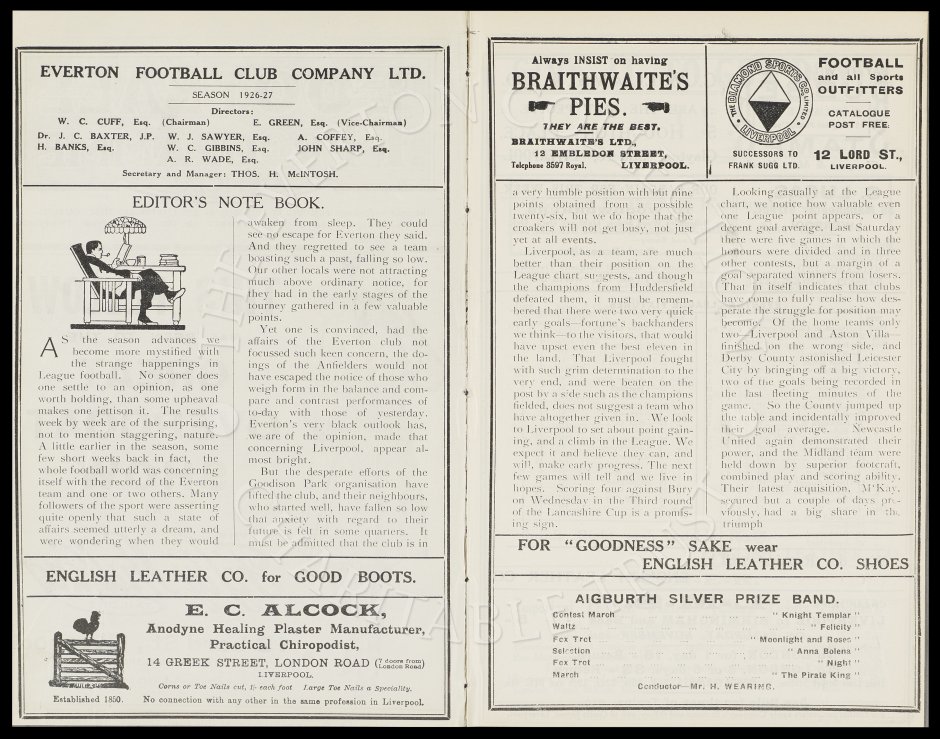 EVERTON FOOTBALL CLUB COMPANY LTD.
SEASON 1926-27
Directors:
W. C. CUFF, Esq. (Chairman) E. GREEN, Esq. (Vice-Chairman)
Dr. J. C. BAXTER, J.P. W. J. SAWYER, Esq. A. COFFEY, Esq.
H. BANKS, Esq. W. C. GIBBINS, Esq. JOHN SHARP, Esq.
A. R. WADE, Esq.
Secretary and Manager: THOS. H. McINTOSH.
EDITOR'S NOTE BOOK.
AS the season advances we
become more mystified with
the strange happenings in
League football. No sooner does
one settle to an opinion, as one
worth holding, than some upheaval
makes one jettison it. The results
week by week are of the surprising,
not to mention staggering, nature.
A little earlier in the season, some
few short weeks back in fact, the
whole football world was concerning
itself with the record of the Everton
team and one or two others. Many
followers of the sport were asserting
quite openly that such a state of
affairs seemed utterly a dream, and
were wondering when they would
awaken from sleep. They could
see no escape for Everton they said.
And they regretted to see a team
boasting such a past, falling so low.
Our other locals were not attracting
much above ordinary notice, for
they had in the early stages of the
tourney gathered in a few valuable
points.
Yet one is convinced, had the
affairs of the Everton club not
focussed such keen concern, the do-
ings of the Anfielders would not
have escaped the notice of those who
weigh form in the balance and com-
pare and contrast performances of
to-day with those of yesterday.
Everton's very black outlook has,
we are of the opinion, made that
concerning Liverpool, appear al-
most bright.
But the desperate efforts of the
Goodison Park organisation have
lifted the club, and their neighbours,
who started well, have fallen so low
that anxiety with regard to their
future is felt in some quarters. It
must be admitted that the club is in
ENGLISH LEATHER CO. for GOOD BOOTS.
E. C. ALCOCK,
Anodyne Healing Plaster Manufacturer,
Practical Chiropodist,
14 GREEK STREET, LONDON ROAD (7 doors from London Road)
LIVERPOOL.
Corns or Toe Nails cut, 1/- each foot Large Toe Nails a Speciality.
Established 1850. No connection with any other in the same profession in Liverpool.
Always INSIST on having
BRAITHWAITE'S
PIES.
THEY ARE THE BEST.
BRAITHWAITE'S LTD.,
12 EMBLEDON STREET,
Telephone 3597 Royal. LIVERPOOL.
THE DIAMOND SPORTS CO. LIMITED
LIVERPOOL
SUCCESSORS TO
FRANK SUGG LTD.
FOOTBALL
and all Sports
OUTFITTERS
CATALOGUE
POST FREE:
12 LORD ST.,
LIVERPOOL.
a very humble position with but nine
points obtained from a possible
twenty-six, but we do hope that the
croakers will not get busy, not just
yet at all events.
Liverpool, as a team, are much
better than their position on the
League chart suggests, and though
the champions from Huddersfield
defeated them, it must be remem-
bered that there were two very quick
early goals—fortune's backhanders
we think—to the visitors, that would
have upset even the best eleven in
the land. That Liverpool fought
with such grim determination to the
very end, and were beaten on the
post by a side such as the champions
fielded, does not suggest a team who
have altogether given in. We look
to Liverpool to set about point gain-
ing, and a climb in the League. We
expect it and believe they can, and
will, make early progress. The next
few games will tell and we live in
hopes. Scoring four against Bury
on Wednesday in the Third round
of the Lancashire Cup is a promis-
ing sign.
Looking casually at the League
chart, we notice how valuable even
one League point appears, or a
decent goal average. Last Saturday
there were five games in which the
honours were divided and in three
other contests, but a margin of a
goal separated winners from losers.
That in itself indicates that clubs
have come to fully realise how des-
perate the struggle for position may
become. Of the home teams only
two—Liverpool and Aston Villa—
finished on the wrong side, and
Derby County astonished Leicester
City by bringing off a big victory,
two of the goals being recorded in
the last fleeting minutes of the
game. So the County jumped up
the table and incidentally improved
their goal average. Newcastle
United again demonstrated their
power, and the Midland team were
held down by superior footcraft,
combined play and scoring ability.
Their latest acquisition, M'Kay,
secured but a couple of days pre-
viously, had a big share in the
triumph
FOR "GOODNESS" SAKE wear
ENGLISH LEATHER CO. SHOES
AIGBURTH SILVER PRIZE BAND.
Contest March ... "Knight Templar"
Waltz ... "Felicity"
Fox Trot ... "Moonlight and Roses"
Selection ... "Anna Bolena"
Fox Trot ... "Night"
March ... "The Pirate King"
Conductor—Mr. H. WEARING.